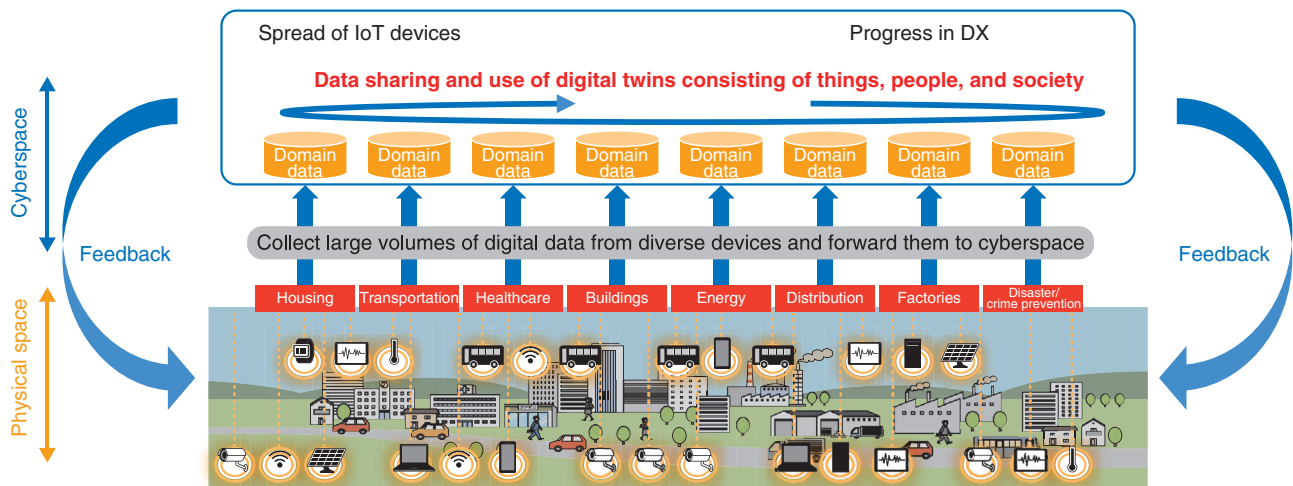 Spread of IoT devices
Progress in DX
Data sharing and use of digital twins consisting of things, people, and society
Cyberspace
Domain
data
Domain
data
Domain
data
Domain
data
Domain
data
Domain
data
Domain
data
Domain
data
Feedback
Collect large volumes of digital data from diverse devices and forward them to cyberspace
Feedback
Physical space
Housing
Transportation
Healthcare
Buildings
Energy
Distribution
Factories
Disaster/
crime prevention